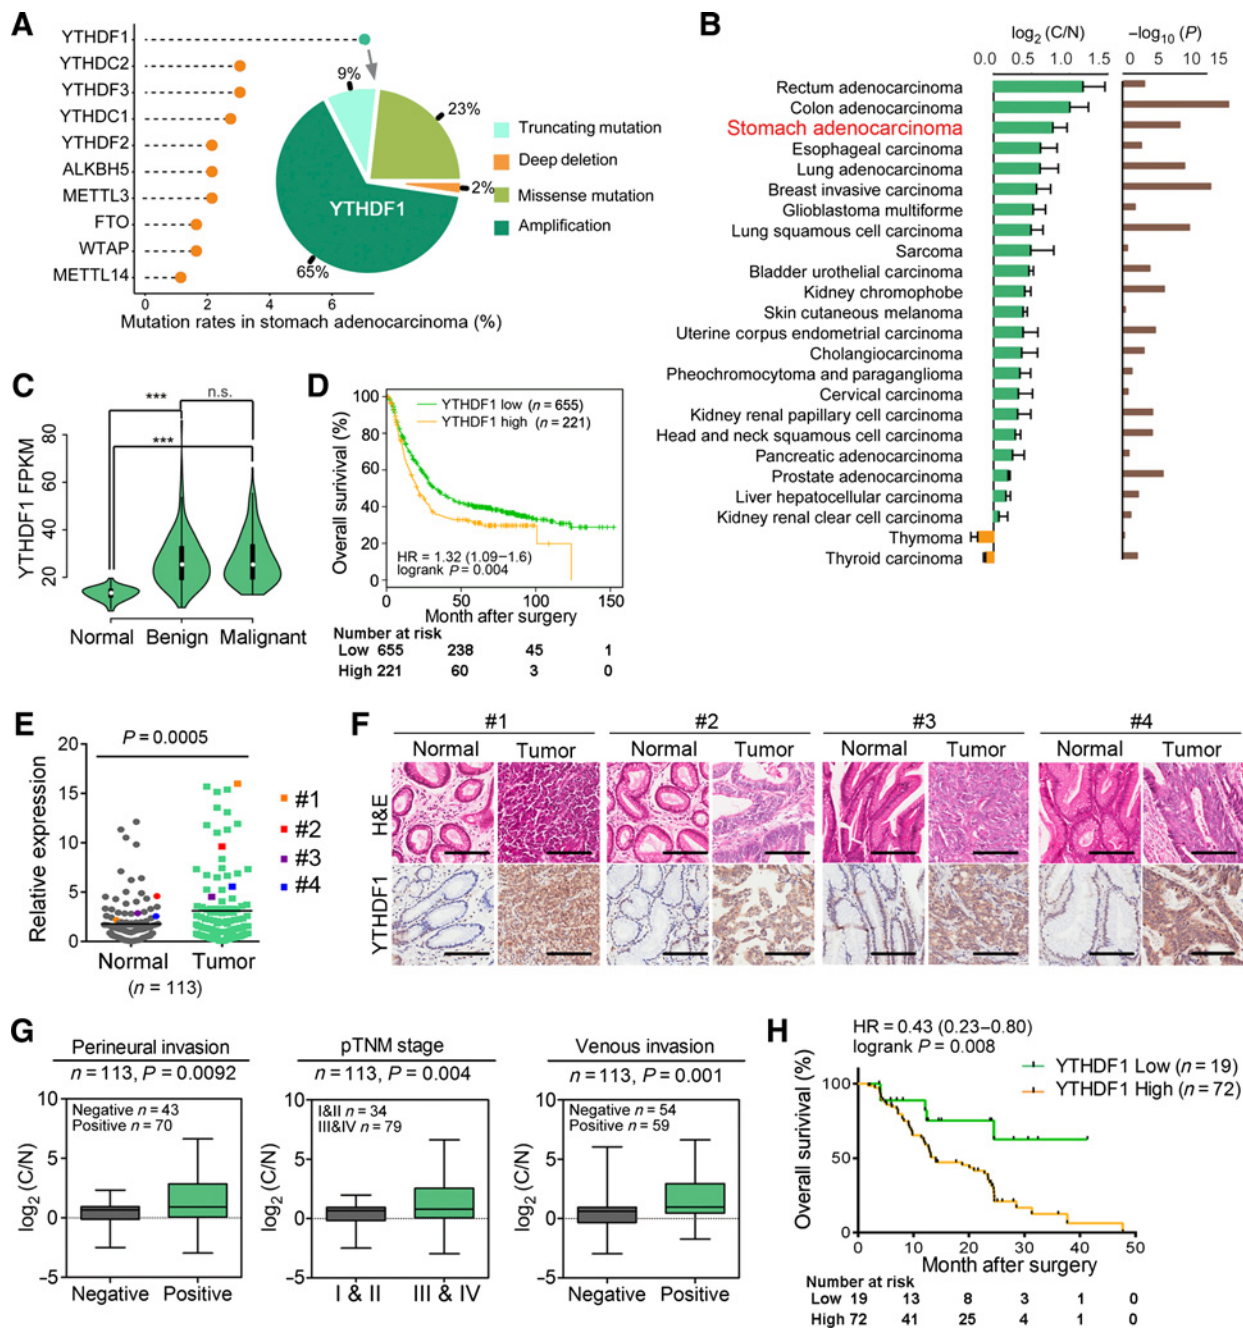 A
YTHDF1
YTHDC2
YTHDF3
YTHDC1
YTHDF2
ALKBH5
METTL3
FTO
WTAP
METTL14
0 2 4 6
Mutation rates in stomach adenocarcinoma (%)
9%
23%
2%
65%
YTHDF1
Truncating mutation
Deep deletion
Missense mutation
Amplification
B
log2 (C/N)
–log10 (P)
0.0 0.5 1.0 1.5
0 5 10 15
Rectum adenocarcinoma
Colon adenocarcinoma
Stomach adenocarcinoma
Esophageal carcinoma
Lung adenocarcinoma
Breast invasive carcinoma
Glioblastoma multiforme
Lung squamous cell carcinoma
Sarcoma
Bladder urothelial carcinoma
Kidney chromophobe
Skin cutaneous melanoma
Uterine corpus endometrial carcinoma
Cholangiocarcinoma
Pheochromocytoma and paraganglioma
Cervical carcinoma
Kidney renal papillary cell carcinoma
Head and neck squamous cell carcinoma
Pancreatic adenocarcinoma
Prostate adenocarcinoma
Liver hepatocellular carcinoma
Kidney renal clear cell carcinoma
Thymoma
Thyroid carcinoma
C
***
n.s.
***
YTHDF1 FPKM
80
60
40
20
Normal Benign Malignant
D
Overall surivival (%)
100
80
60
40
20
0
YTHDF1 low (n = 655)
YTHDF1 high (n = 221)
HR = 1.32 (1.09–1.6)
logrank P = 0.004
0 50 100 150
Month after surgery
Number at risk
Low 655 238 45 1
High 221 60 3 0
E
P = 0.0005
Relative expression
20
15
10
5
0
Normal Tumor
(n = 113)
#1
#2
#3
#4
F
#1 #2 #3 #4
Normal Tumor Normal Tumor Normal Tumor Normal Tumor
H&E
YTHDF1
G
Perineural invasion
n = 113, P = 0.0092
Negative n = 43
Positive n = 70
log2 (C/N)
10
5
0
–5
Negative Positive
pTNM stage
n = 113, P = 0.004
I&II n = 34
III&IV n = 79
log2 (C/N)
10
5
0
–5
I & II III & IV
Venous invasion
n = 113, P = 0.001
Negative n = 54
Positive n = 59
log2 (C/N)
10
5
0
–5
Negative Positive
H
HR = 0.43 (0.23–0.80)
logrank P = 0.008
YTHDF1 Low (n = 19)
YTHDF1 High (n = 72)
Overall surivival (%)
100
50
0
0 10 20 30 40 50
Month after surgery
Number at risk
Low 19 13 8 3 1 0
High 72 41 25 4 1 0